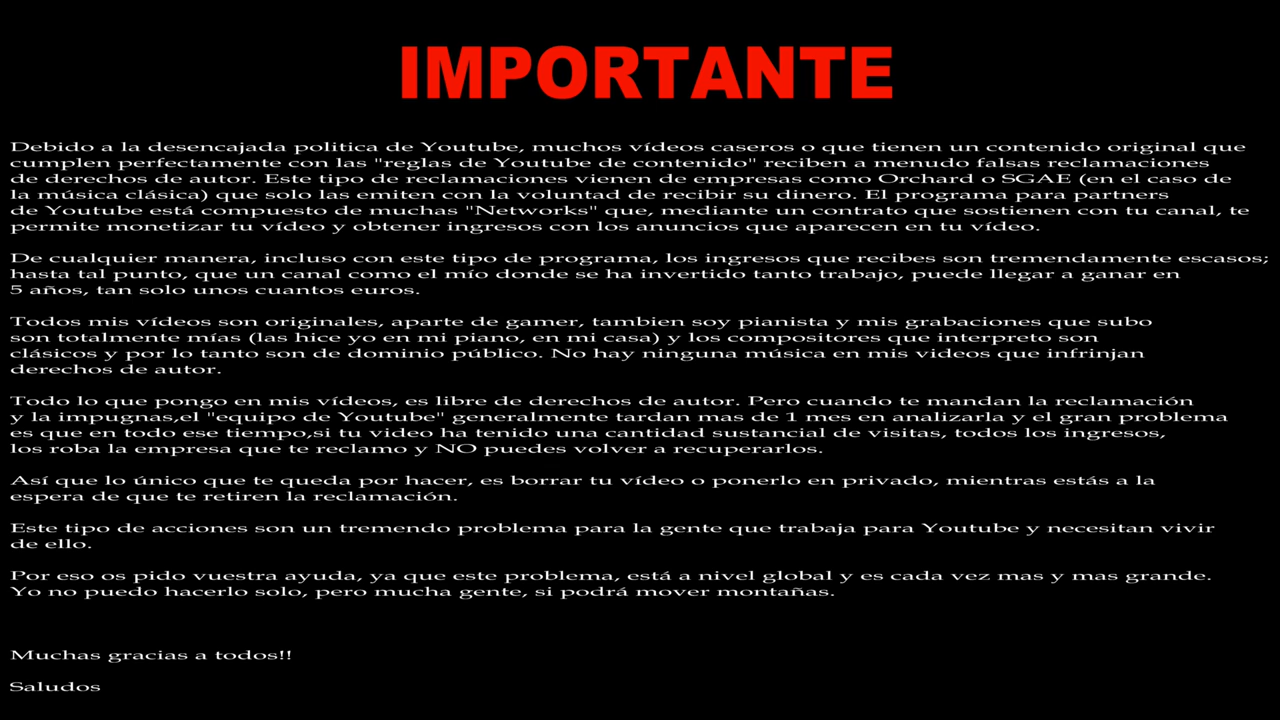 IMPORTANTE
Debido a la desencajada politica de Youtube, muchos vídeos caseros o que tienen un contenido original que
cumplen perfectamente con las "reglas de Youtube de contenido" reciben a menudo falsas reclamaciones
de derechos de autor. Este tipo de reclamaciones vienen de empresas como Orchard o SGAE (en el caso de
la música clásica) que solo las emiten con la voluntad de recibir su dinero. El programa para partners
de Youtube está compuesto de muchas "Networks" que, mediante un contrato que sostienen con tu canal, te
permite monetizar tu vídeo y obtener ingresos con los anuncios que aparecen en tu vídeo.
De cualquier manera, incluso con este tipo de programa, los ingresos que recibes son tremendamente escasos;
hasta tal punto, que un canal como el mío donde se ha invertido tanto trabajo, puede llegar a ganar en
5 años, tan solo unos cuantos euros.
Todos mis vídeos son originales, aparte de gamer, tambien soy pianista y mis grabaciones que subo
son totalmente mías (las hice yo en mi piano, en mi casa) y los compositores que interpreto son
clásicos y por lo tanto son de dominio público. No hay ninguna música en mis videos que infrinjan
derechos de autor.
Todo lo que pongo en mis vídeos, es libre de derechos de autor. Pero cuando te mandan la reclamación
y la impugnas,el "equipo de Youtube" generalmente tardan mas de 1 mes en analizarla y el gran problema
es que en todo ese tiempo,si tu video ha tenido una cantidad sustancial de visitas, todos los ingresos,
los roba la empresa que te reclamo y NO puedes volver a recuperarlos.
Así que lo único que te queda por hacer, es borrar tu vídeo o ponerlo en privado, mientras estás a la
espera de que te retiren la reclamación.
Este tipo de acciones son un tremendo problema para la gente que trabaja para Youtube y necesitan vivir
de ello.
Por eso os pido vuestra ayuda, ya que este problema, está a nivel global y es cada vez mas y mas grande.
Yo no puedo hacerlo solo, pero mucha gente, si podrá mover montañas.
Muchas gracias a todos!!
Saludos